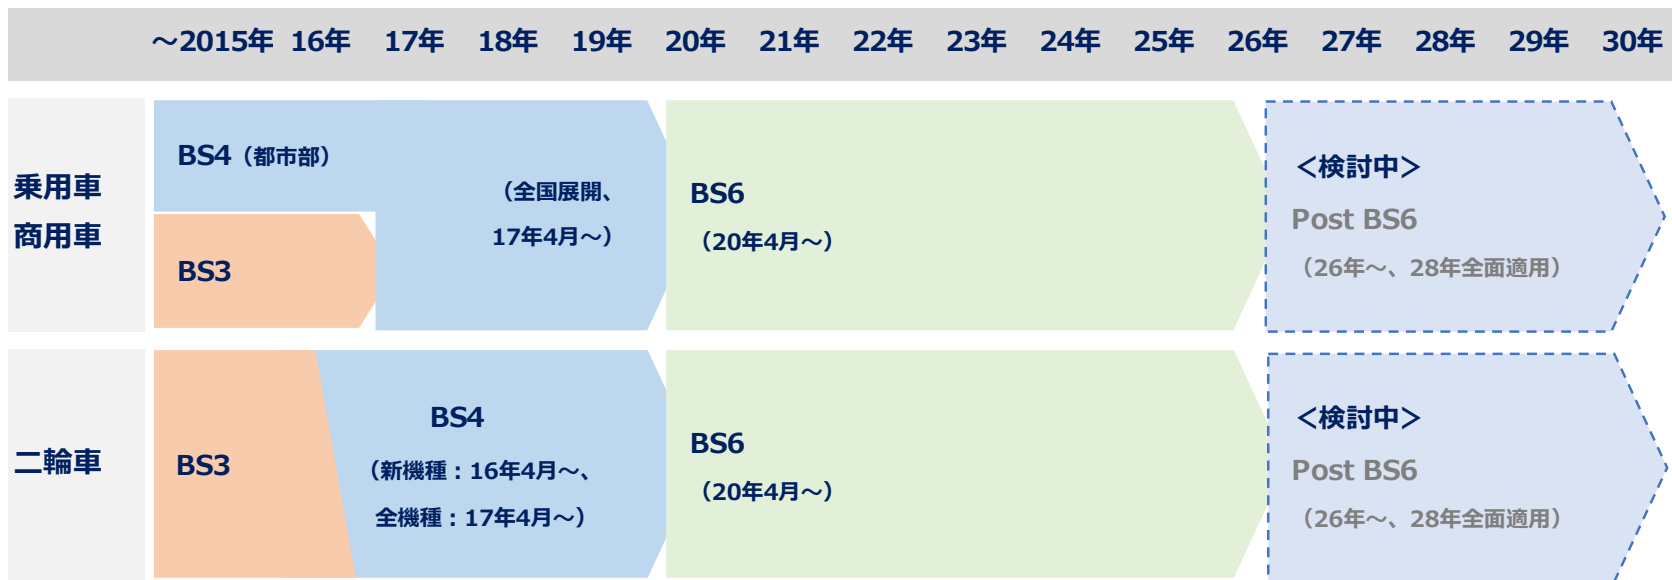 ～2015年 16年 17年 18年 19年 20年 21年 22年 23年 24年 25年 26年 27年 28年 29年 30年
乗用車
商用車
BS4（都市部）
（全国展開、
17年4月～）
BS3
BS6
（20年4月～）
＜検討中＞
Post BS6
（26年～、28年全面適用）
二輪車
BS3
BS4
（新機種：16年4月～、
全機種：17年4月～）
BS6
（20年4月～）
＜検討中＞
Post BS6
（26年～、28年全面適用）